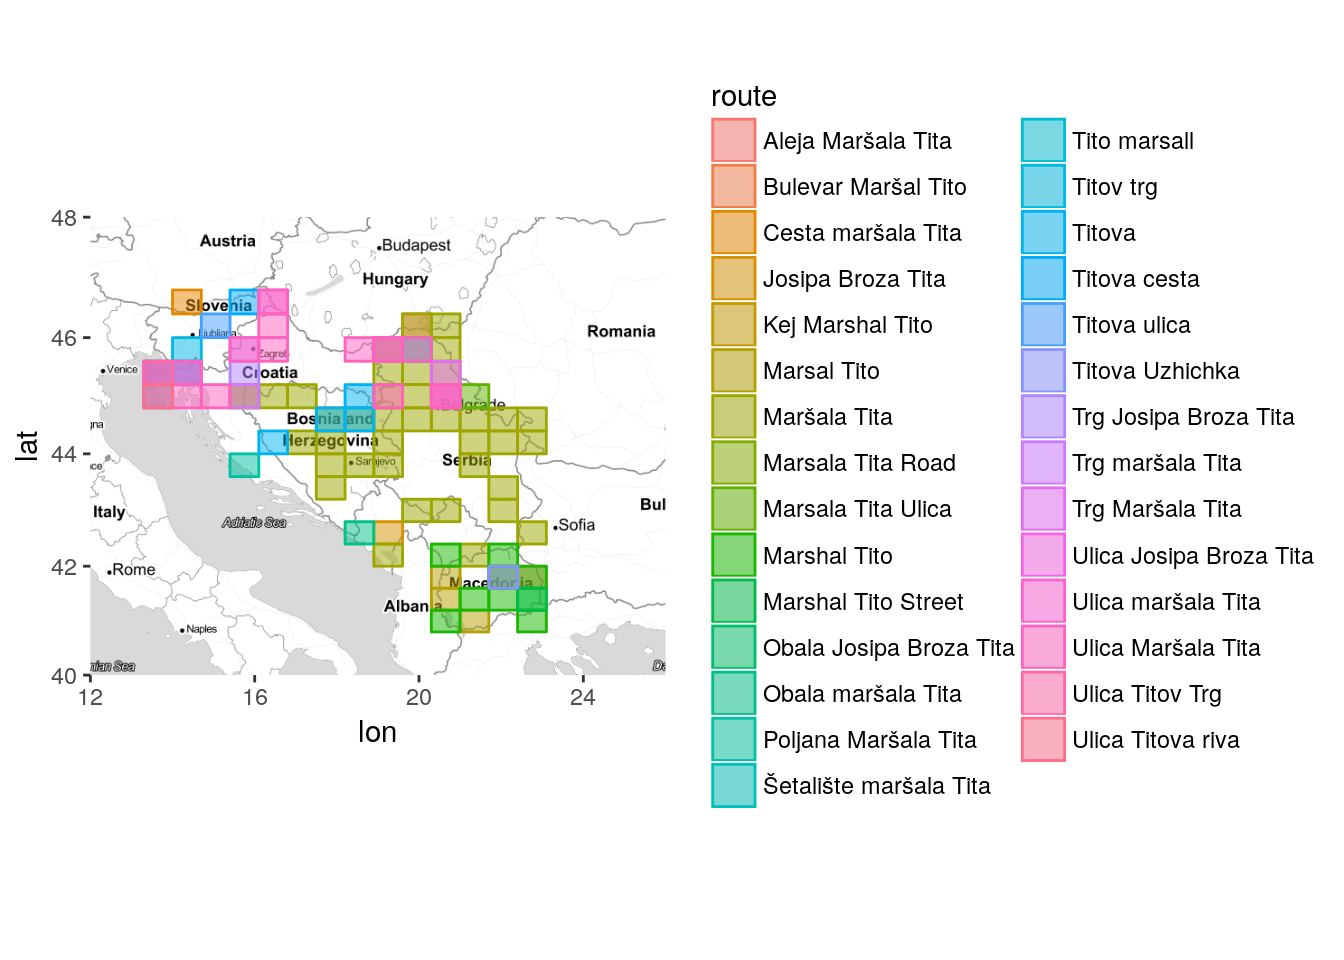 route
Aleja Maršala Tita
Bulevar Maršal Tito
Cesta maršala Tita
Josipa Broza Tita
Kej Marshal Tito
Marsal Tito
Maršala Tita
Marsala Tita Road
Marsala Tita Ulica
Marshal Tito
Marshal Tito Street
Obala Josipa Broza Tita
Obala maršala Tita
Poljana Maršala Tita
Šetalište maršala Tita
Tito marsall
Titov trg
Titova
Titova cesta
Titova ulica
Titova Uzhichka
Trg Josipa Broza Tita
Trg maršala Tita
Trg Maršala Tita
Ulica Josipa Broza Tita
Ulica maršala Tita
Ulica Maršala Tita
Ulica Titov Trg
Ulica Titova riva
48
46
44
42
40
lat
Austria
Budapest
Hungary
Slovenia
Ljubljana
Romania
Zagreb
Venice
Croatia
Belgrade
Bosnia and
Herzegovina
gna
Sarajevo
Serbia
ce
Italy
Bul
Adriatic Sea
Sofia
Rome
Macedonia
Albania
Naples
nian Sea
Da
12
16
20
24
lon